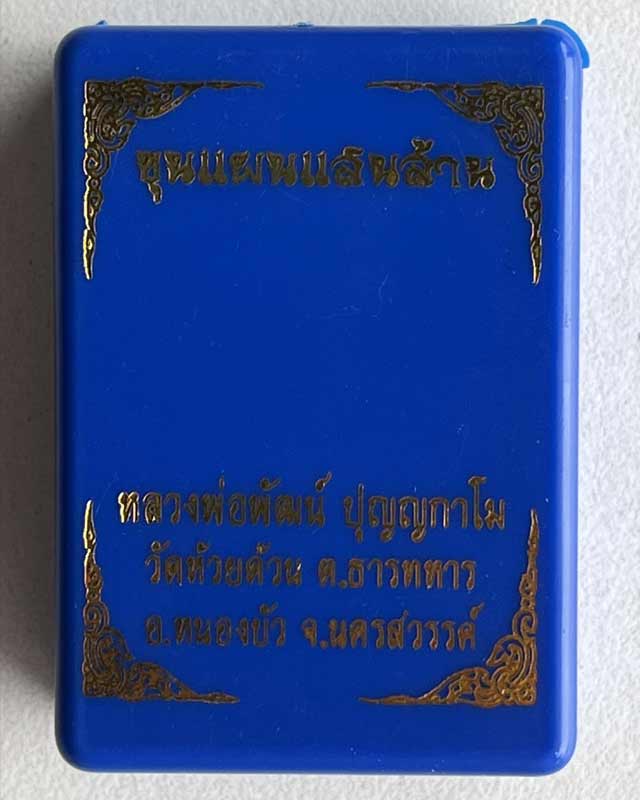 ขุนแผนแสนล้าน
หลวงพ่อพัฒน์ ปุญญกาโม
วัดห้วยด้วน ต.ธารทหาร
อ.หนองบัว จ.นครสวรรค์